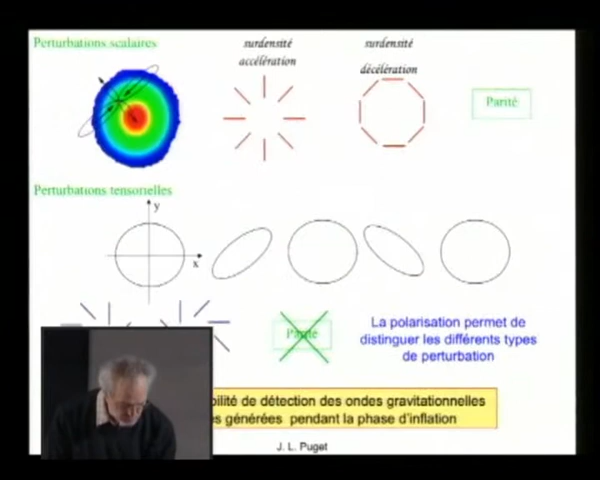 Perturbations scalaires
surdensité
accélération
surdensité
décélération
Parité
Perturbations tensorielles
y
x
Parité
La polarisation permet de
distinguer les différents types
de perturbation
bilité de détection des ondes gravitationnelles
s générées pendant la phase d'inflation
J. L. Puget